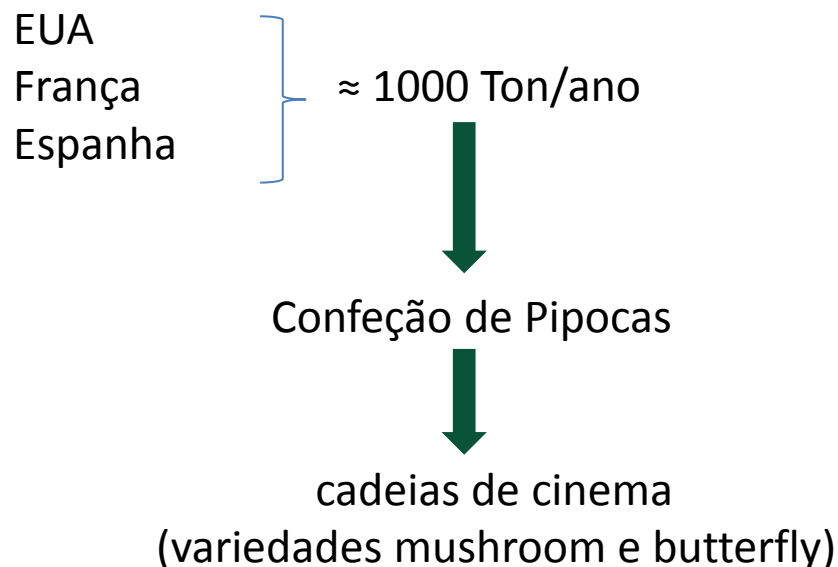 EUA
França
Espanha
≈ 1000 Ton/ano
Confeção de Pipocas
cadeias de cinema
(variedades mushroom e butterfly)